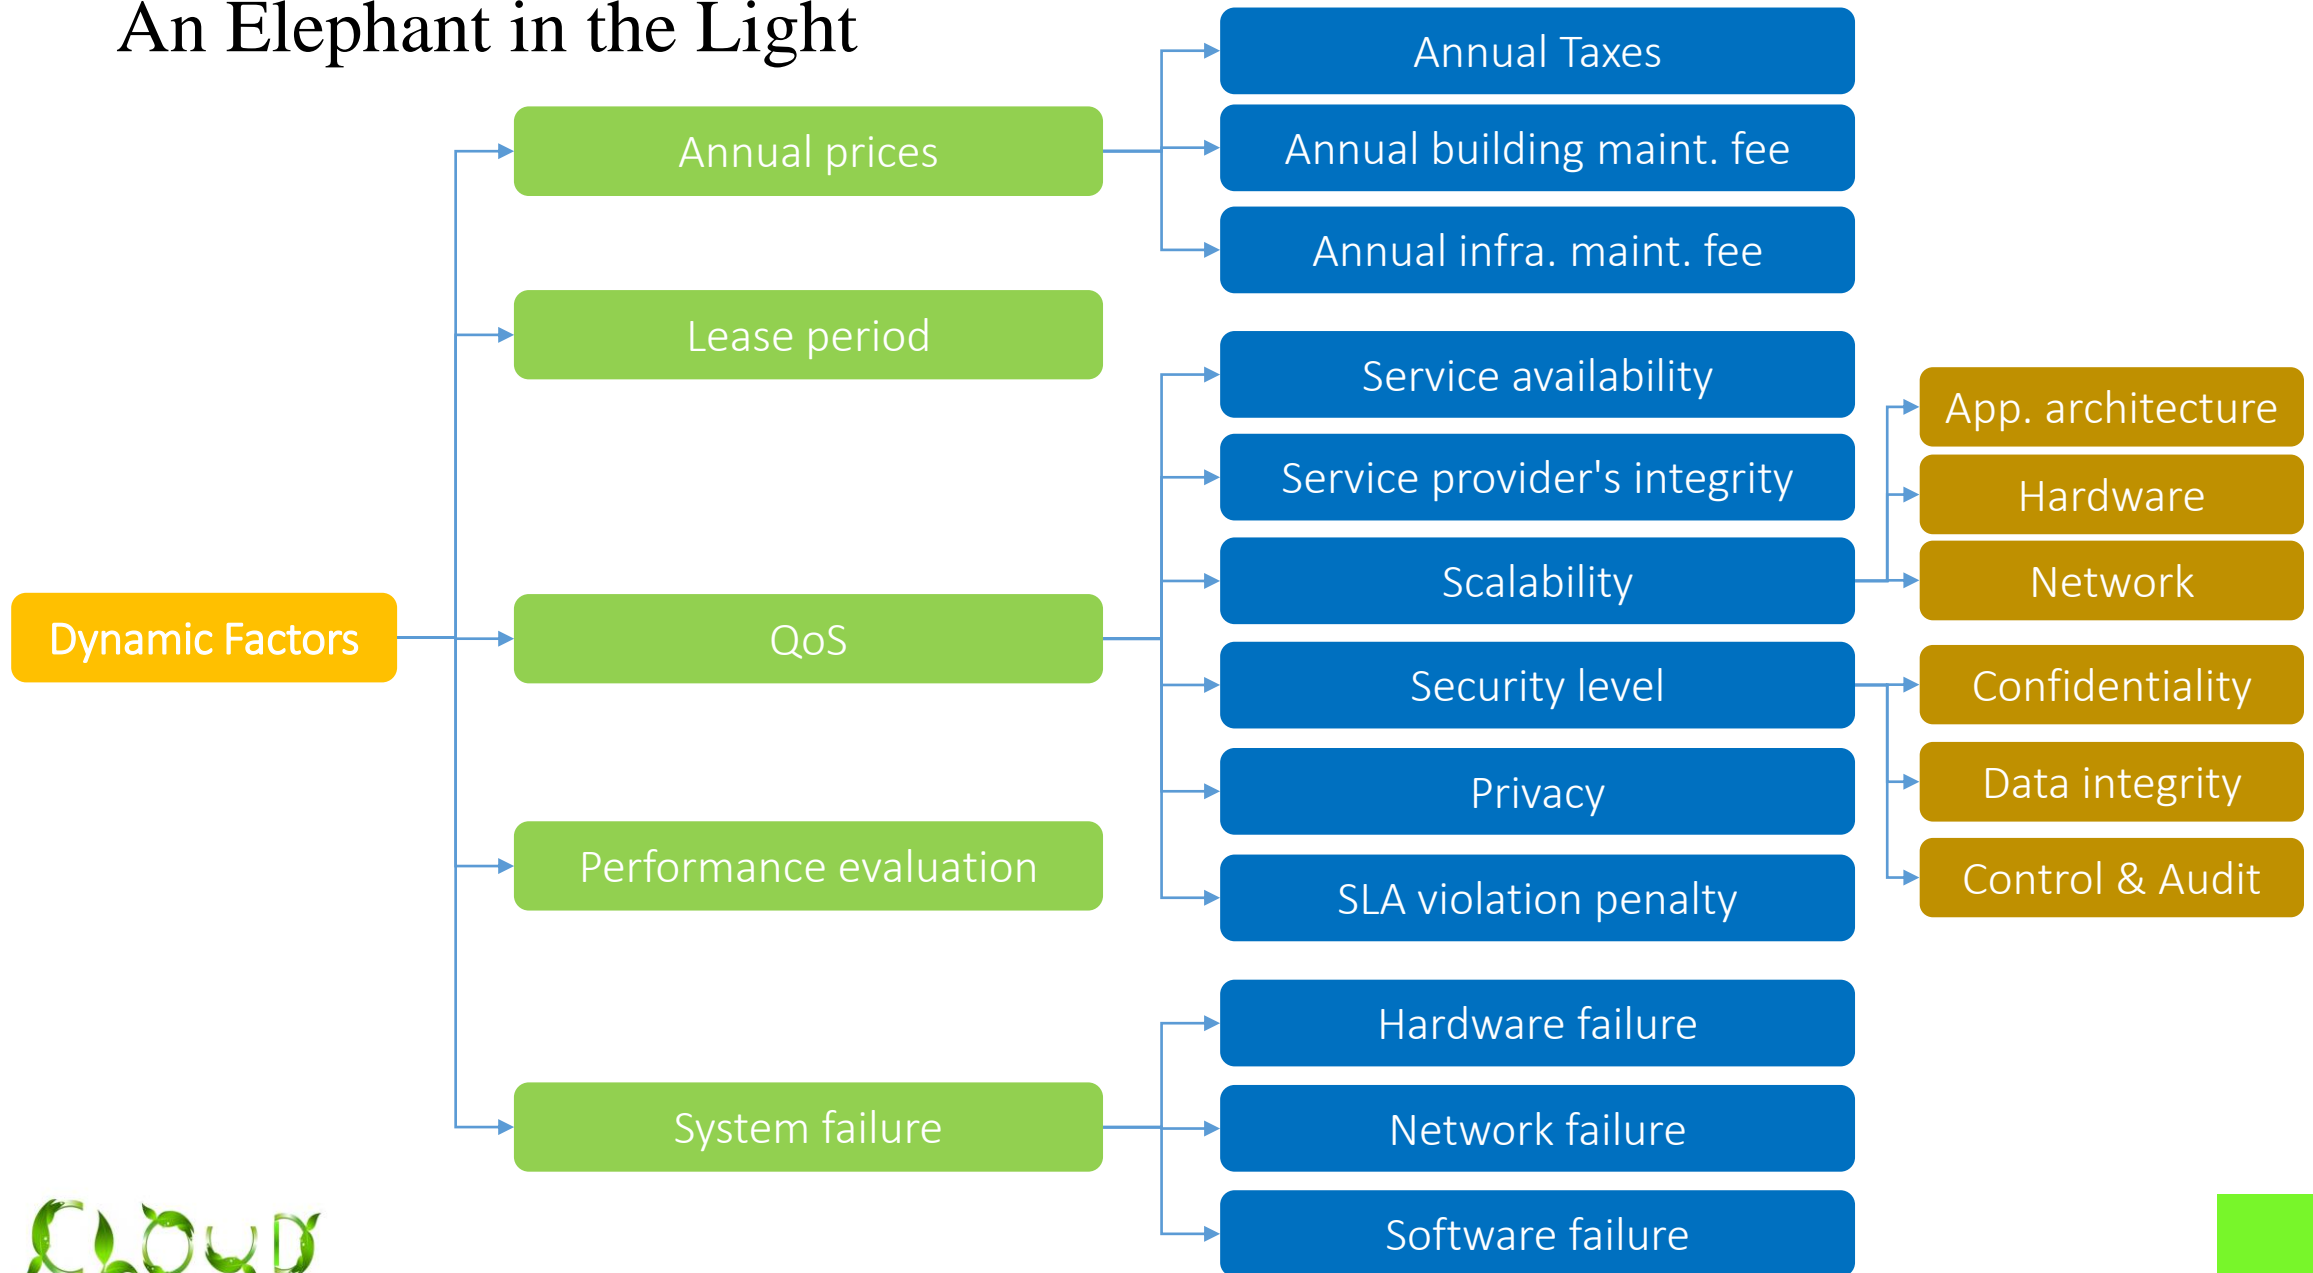 An Elephant in the Light
Annual Taxes
Annual prices
Annual building maint. fee
Annual infra. maint. fee
Lease period
Service availability
App. architecture
Service provider's integrity
Hardware
Scalability
Network
Dynamic Factors
QoS
Security level
Confidentiality
Privacy
Data integrity
Performance evaluation
SLA violation penalty
Control & Audit
Hardware failure
System failure
Network failure
Software failure
CLOUD